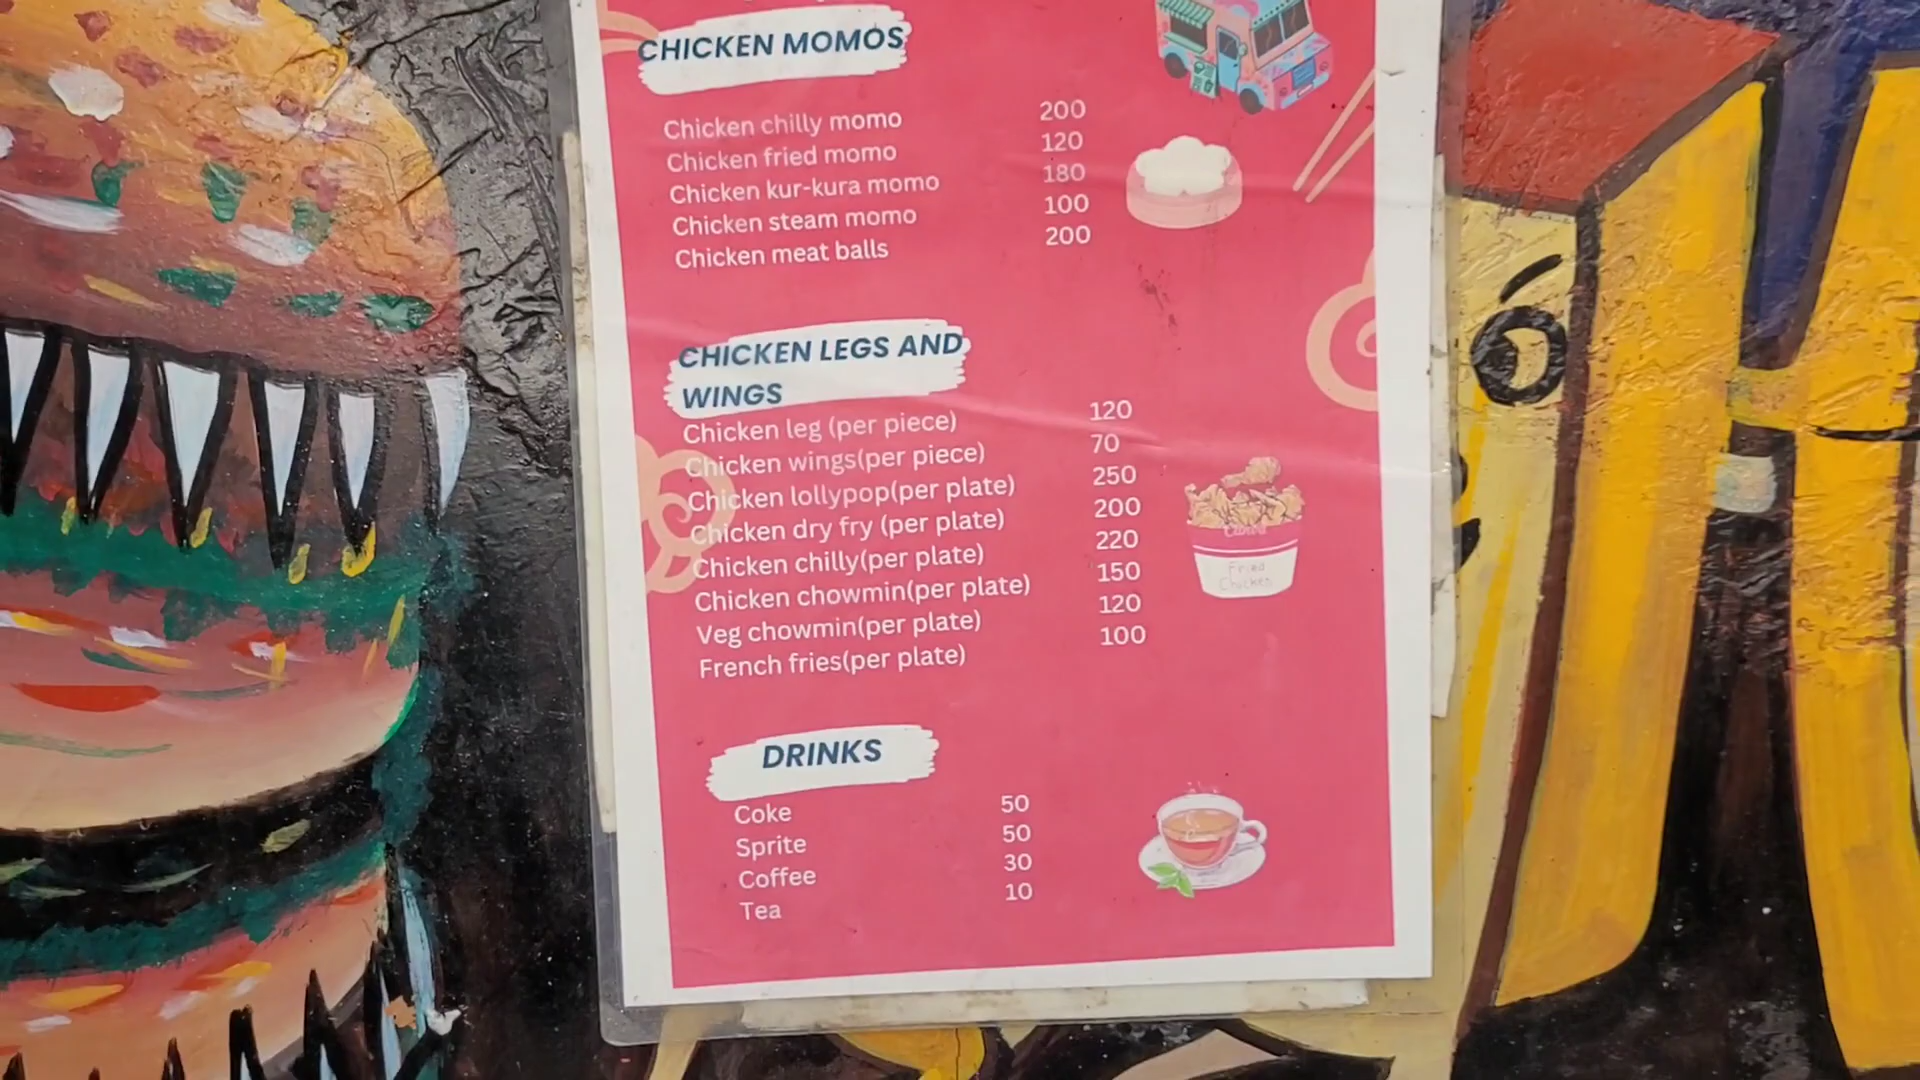 CHICKEN MOMOS
Chicken chilly momo 200
Chicken fried momo 120
Chicken kur-kura momo 180
Chicken steam momo 100
Chicken meat balls 200
CHICKEN LEGS AND
WINGS
Chicken leg (per piece) 120
Chicken wings(per piece) 70
Chicken lollypop(per plate) 250
Chicken dry fry (per plate) 200
Chicken chilly(per plate) 220
Chicken chowmin(per plate) 150
Veg chowmin(per plate) 120
French fries(per plate) 100
Fried
Chicken
DRINKS
Coke 50
Sprite 50
Coffee 30
Tea 10